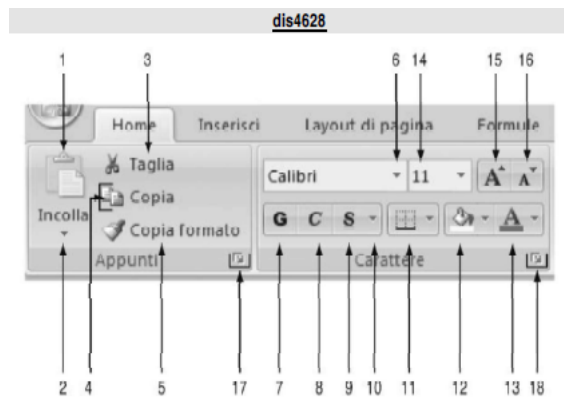 dis4628
1 3 6 14 15 16
Home Inserisci Layout di pagina Formule
Taglia
Calibri 11 A A
Copia
Incolla
G C S A
Copia formato
Appunti Carattere
2 4 5 17 7 8 9 10 11 12 13 18